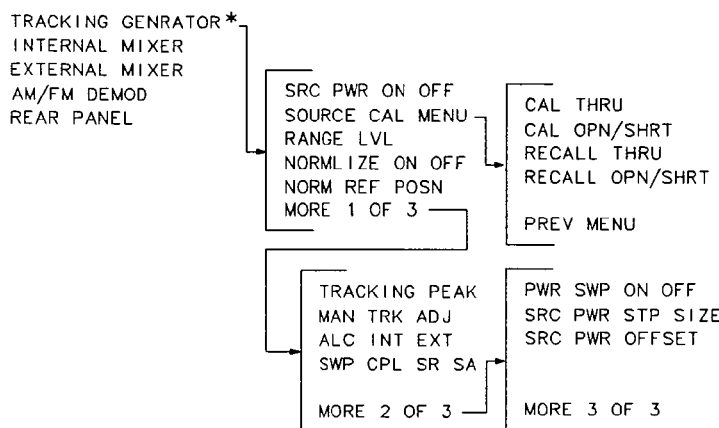 TRACKING GENRATOR*
INTERNAL MIXER
EXTERNAL MIXER
AM/FM DEMOD
REAR PANEL
SRC PWR ON OFF
SOURCE CAL MENU
RANGE LVL
NORMLIZE ON OFF
NORM REF POSN
MORE 1 OF 3
CAL THRU
CAL OPN/SHRT
RECALL THRU
RECALL OPN/SHRT
PREV MENU
TRACKING PEAK
MAN TRK ADJ
ALC INT EXT
SWP CPL SR SA
MORE 2 OF 3
PWR SWP ON OFF
SRC PWR STP SIZE
SRC PWR OFFSET
MORE 3 OF 3